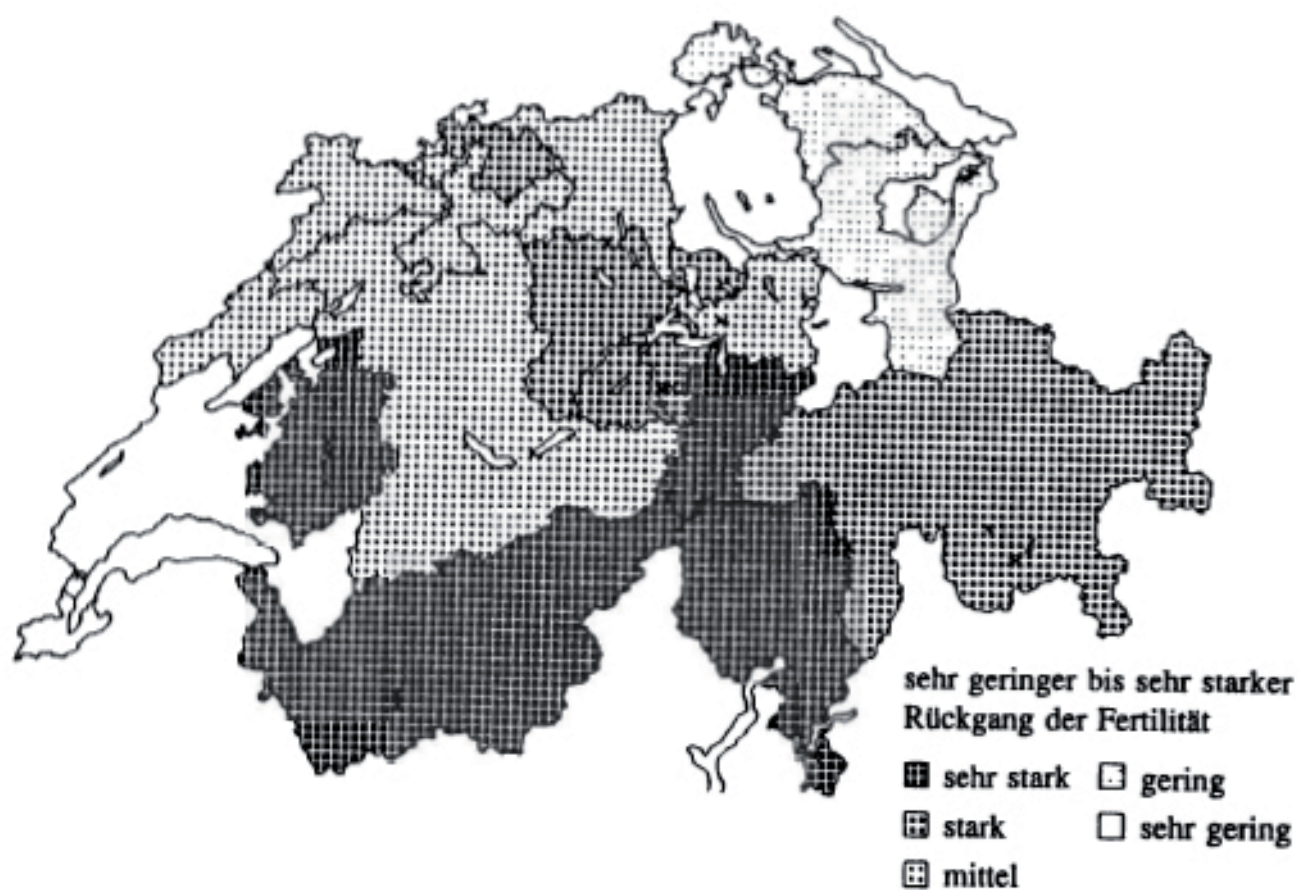 sehr geringer bis sehr starker
Rückgang der Fertilität
sehr stark gering
stark sehr gering
mittel